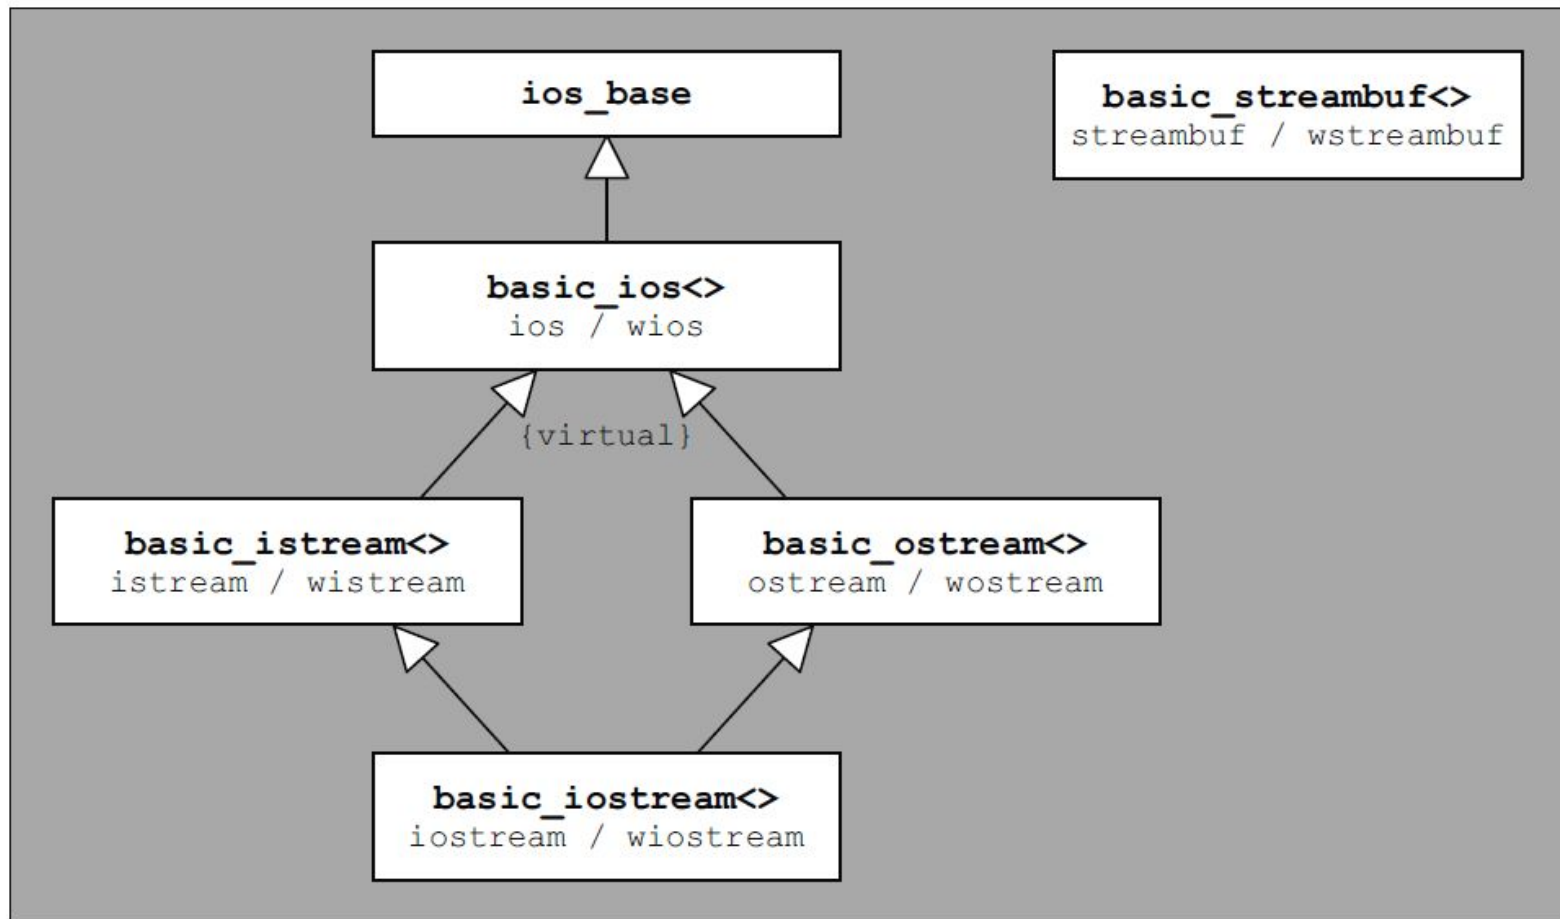 ios_base
basic_streambuf<>
streambuf / wstreambuf
basic_ios<>
ios / wios
{virtual}
basic_istream<>
istream / wistream
basic_ostream<>
ostream / wostream
basic_iostream<>
iostream / wiostream